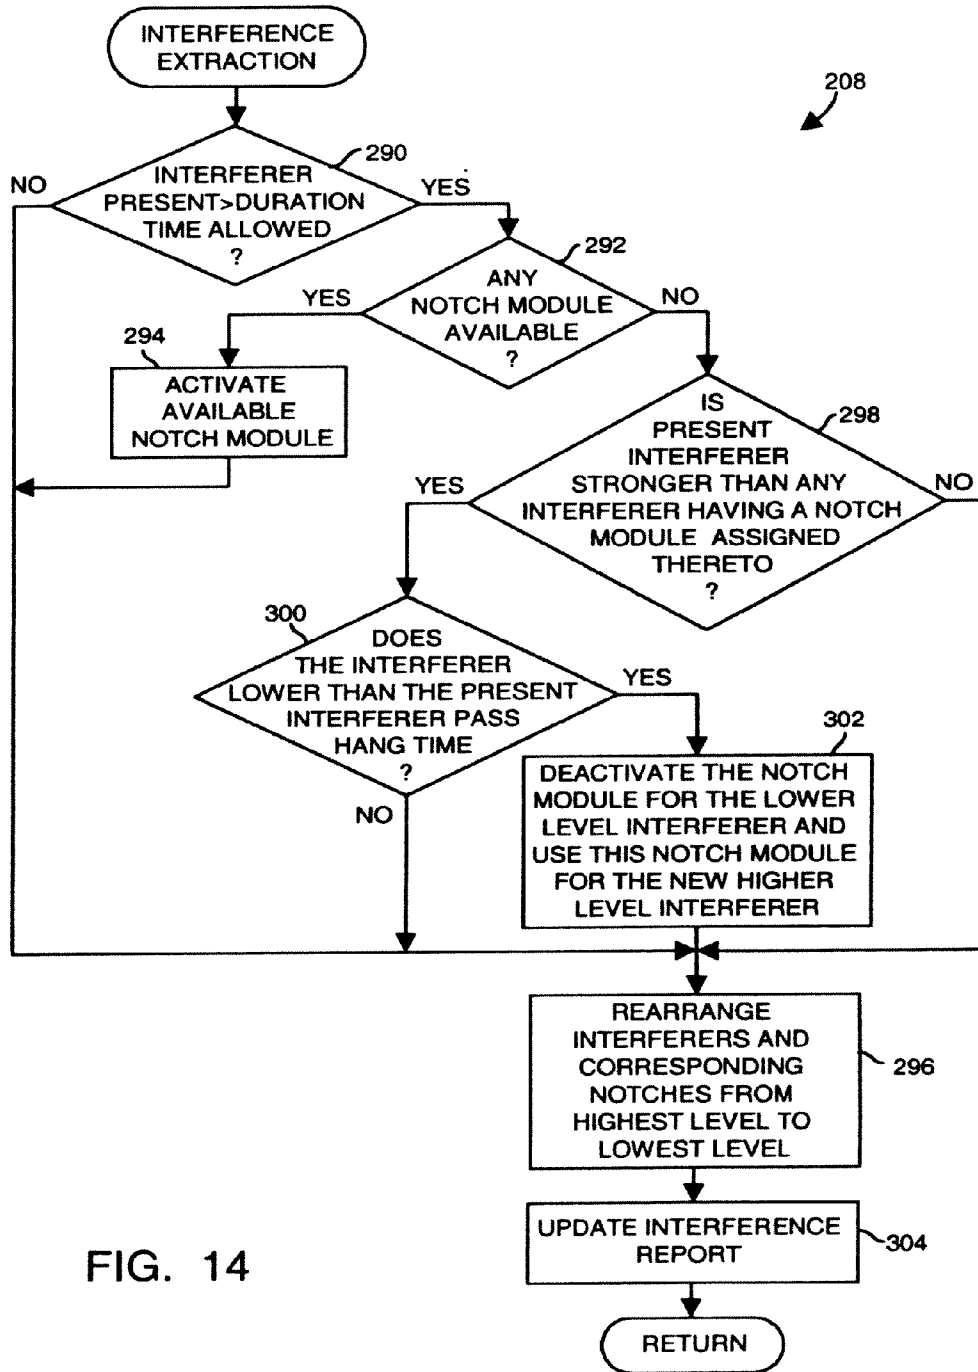 INTERFERENCE
EXTRACTION
208
290
NO
INTERFERER
PRESENT>DURATION
TIME ALLOWED
?
YES
292
ANY
NOTCH MODULE
AVAILABLE
?
YES
NO
294
ACTIVATE
AVAILABLE
NOTCH MODULE
298
IS
PRESENT
INTERFERER
STRONGER THAN ANY
INTERFERER HAVING A NOTCH
MODULE ASSIGNED
THERETO
?
YES
NO
300
DOES
THE INTERFERER
LOWER THAN THE PRESENT
INTERFERER PASS
HANG TIME
?
YES
NO
302
DEACTIVATE THE NOTCH
MODULE FOR THE LOWER
LEVEL INTERFERER AND
USE THIS NOTCH MODULE
FOR THE NEW HIGHER
LEVEL INTERFERER
REARRANGE
INTERFERERS AND
CORRESPONDING
NOTCHES FROM
HIGHEST LEVEL TO
LOWEST LEVEL
296
UPDATE INTERFERENCE
REPORT
304
RETURN
FIG. 14